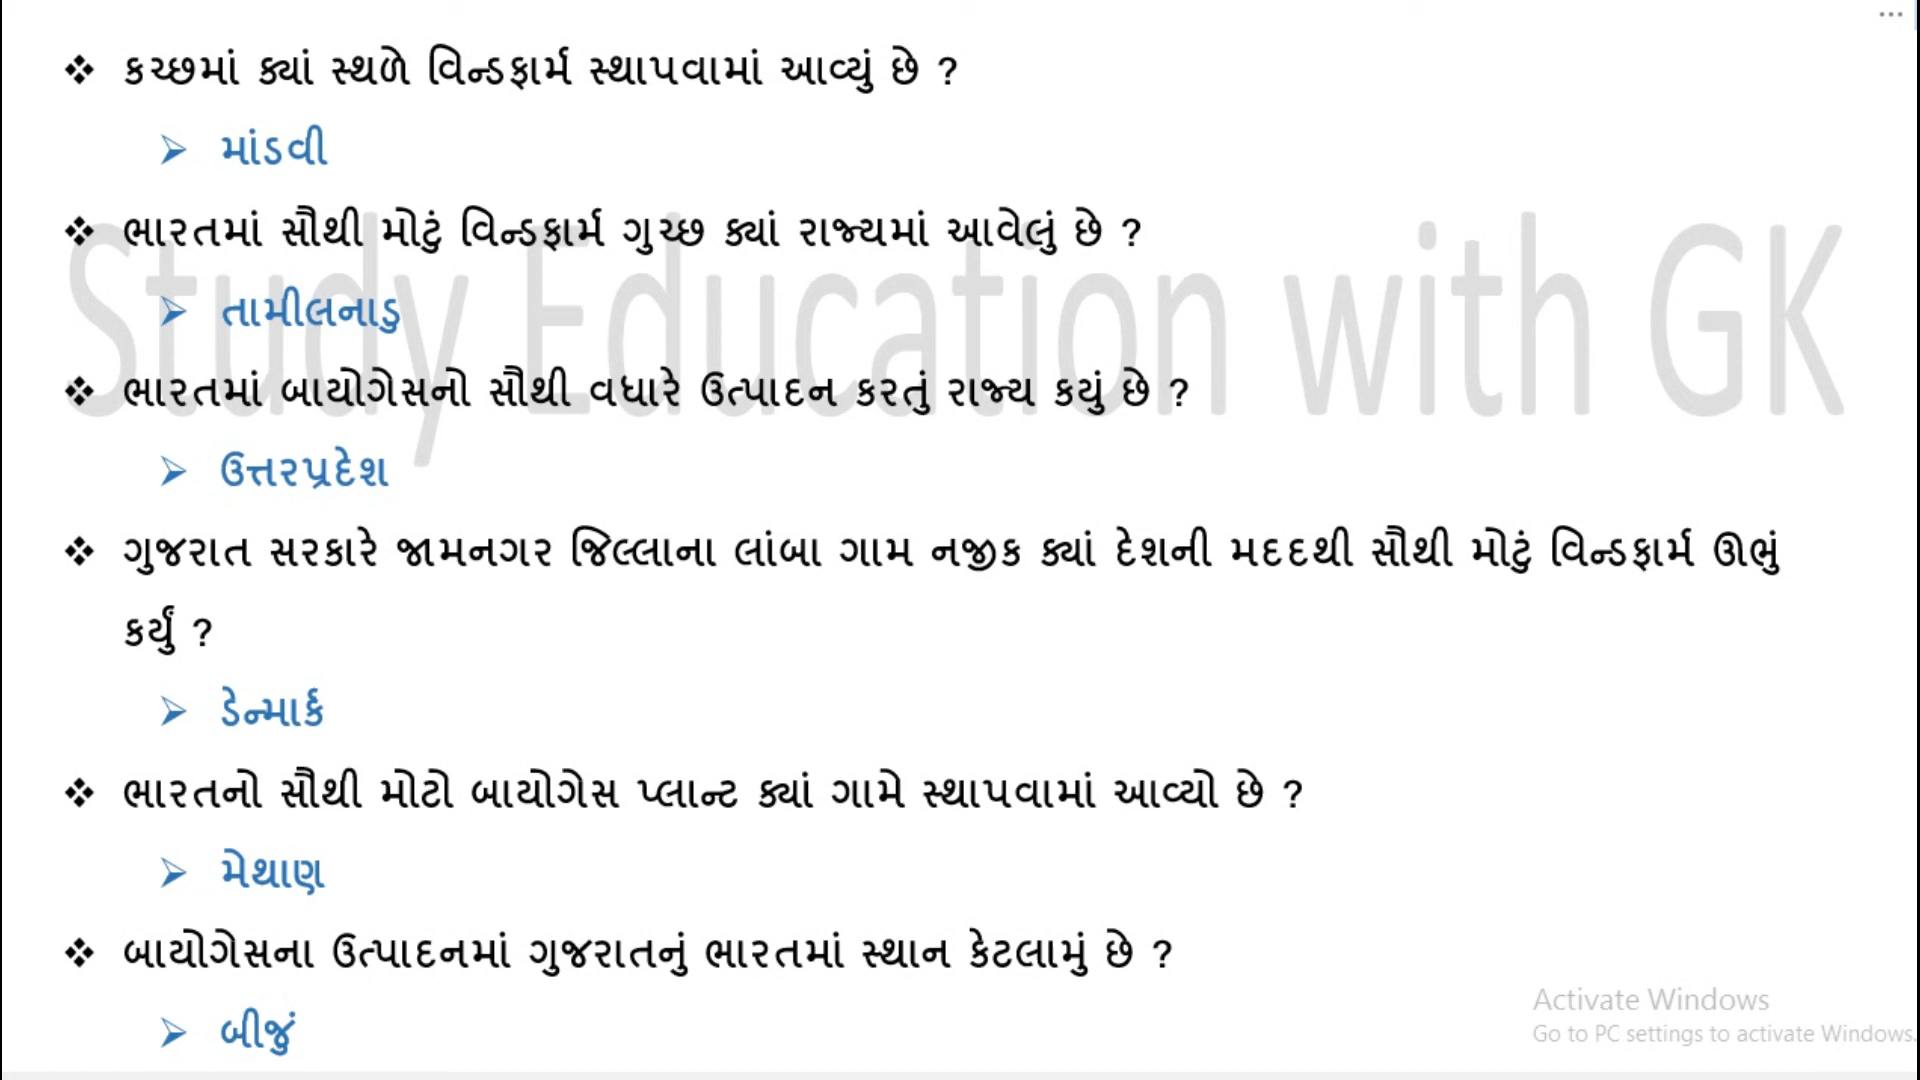 ❖ કચ્છમાં ક્યાં સ્થળે વિન્ડફાર્મ સ્થાપવામાં આવ્યું છે ?
➢ માંડવી
❖ ભારતમાં સૌથી મોટું વિન્ડફાર્મ ગુચ્છ ક્યાં રાજ્યમાં આવેલું છે ?
Study Education with GK
➢ તામીલનાડુ
❖ ભારતમાં બાયોગેસનો સૌથી વધારે ઉત્પાદન કરતું રાજ્ય કયું છે ?
➢ ઉત્તરપ્રદેશ
❖ ગુજરાત સરકારે જામનગર જિલ્લાના લાંબા ગામ નજીક ક્યાં દેશની મદદથી સૌથી મોટું વિન્ડફાર્મ ઊભું
કર્યું ?
➢ ડેન્માર્ક
❖ ભારતનો સૌથી મોટો બાયોગેસ પ્લાન્ટ ક્યાં ગામે સ્થાપવામાં આવ્યો છે ?
➢ મેથાણ
❖ બાયોગેસના ઉત્પાદનમાં ગુજરાતનું ભારતમાં સ્થાન કેટલામું છે ?
➢ બીજું
Activate Windows
Go to PC settings to activate Windows.